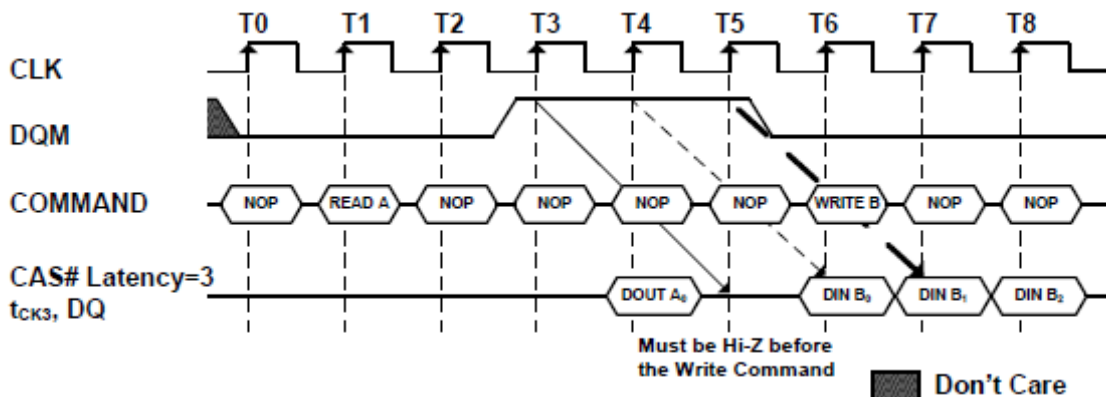 T0 T1 T2 T3 T4 T5 T6 T7 T8
CLK
DQM
COMMAND NOP READ A NOP NOP NOP NOP WRITE B NOP NOP
CAS# Latency=3
tCK3, DQ DOUT A0 DIN B0 DIN B1 DIN B2
Must be Hi-Z before
the Write Command
Don't Care